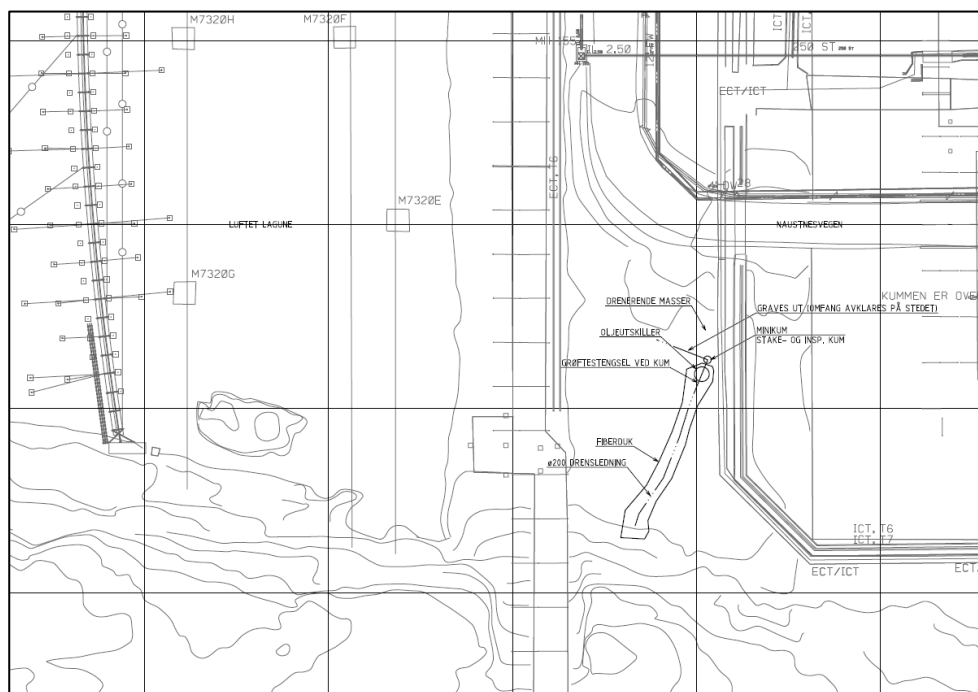 M7320H
M7320F
ICT.
ICT.
2.50
250 ST
ECT/ICT
ECT, T6
M7320E
LUFTET LAGUNE
NAUSTNESVEGEN
M7320G
KUMMEN ER OVE
DRENERENDE MASSER
GRAVES UT (OMFANG AVKLARES PÅ STEDET)
OLJEUTSKILLER
MINIKUM
STAKE- OG INSP. KUM
GRØFTESTENGSEL VED KUM
FIBERDUK
ø200 DRENSLEDNING
ICT, T6
ICT, T7
ECT/ICT
ECT/